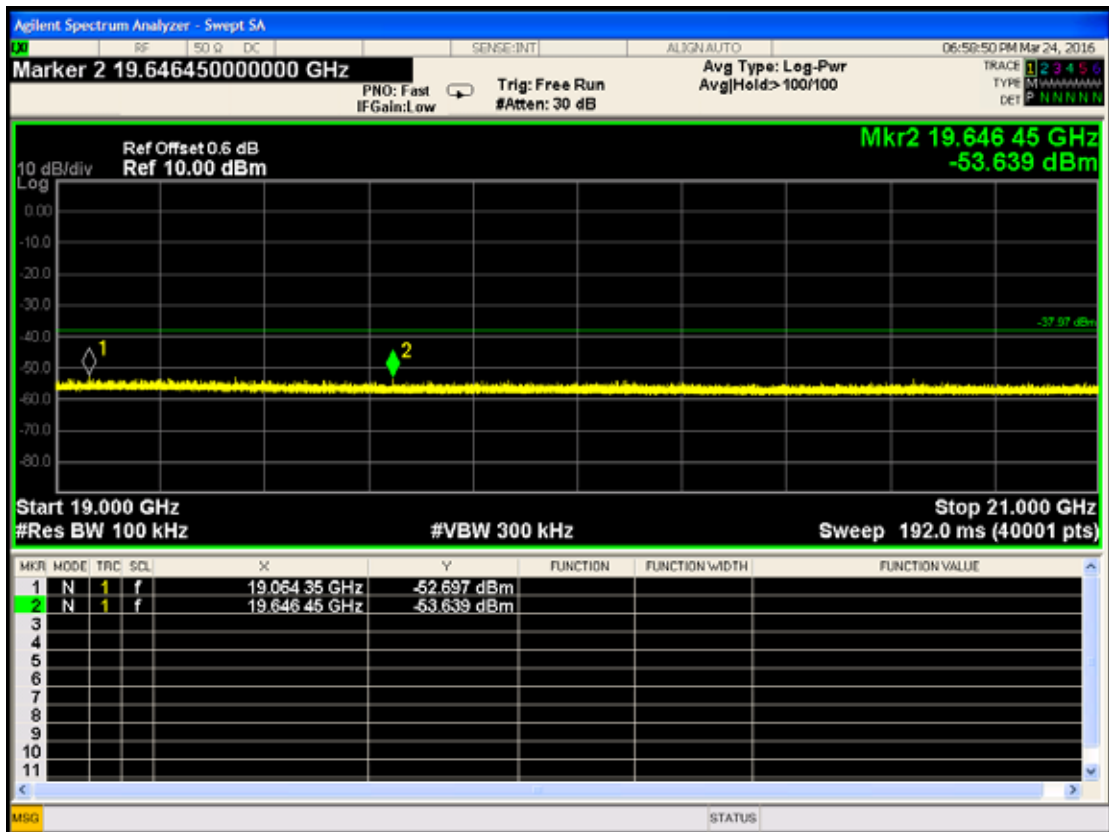 Agilent Spectrum Analyzer - Swept SA
LXI RF 50 Ω DC SENSE:INT ALIGN AUTO 06:58:50 PM Mar 24, 2016
Marker 2 19.646450000000 GHz
PNO: Fast
IFGain:Low
Trig: Free Run
#Atten: 30 dB
Avg Type: Log-Pwr
Avg|Hold:>100/100
TRACE 1 2 3 4 5 6
TYPE M W W W W W
DET P N N N N N
Mkr2 19.646 45 GHz
-53.639 dBm
Ref Offset 0.6 dB
10 dB/div Ref 10.00 dBm
Log
0.00
-10.0
-20.0
-30.0
-37.97 dBm
-40.0
1
2
-50.0
-60.0
-70.0
-80.0
Start 19.000 GHz Stop 21.000 GHz
#Res BW 100 kHz #VBW 300 kHz Sweep 192.0 ms (40001 pts)
MKR MODE TRC SCL X Y FUNCTION FUNCTION WIDTH FUNCTION VALUE
1 N 1 f 19.064 35 GHz -52.697 dBm
2 N 1 f 19.646 45 GHz -53.639 dBm
3
4
5
6
7
8
9
10
11
MSG STATUS